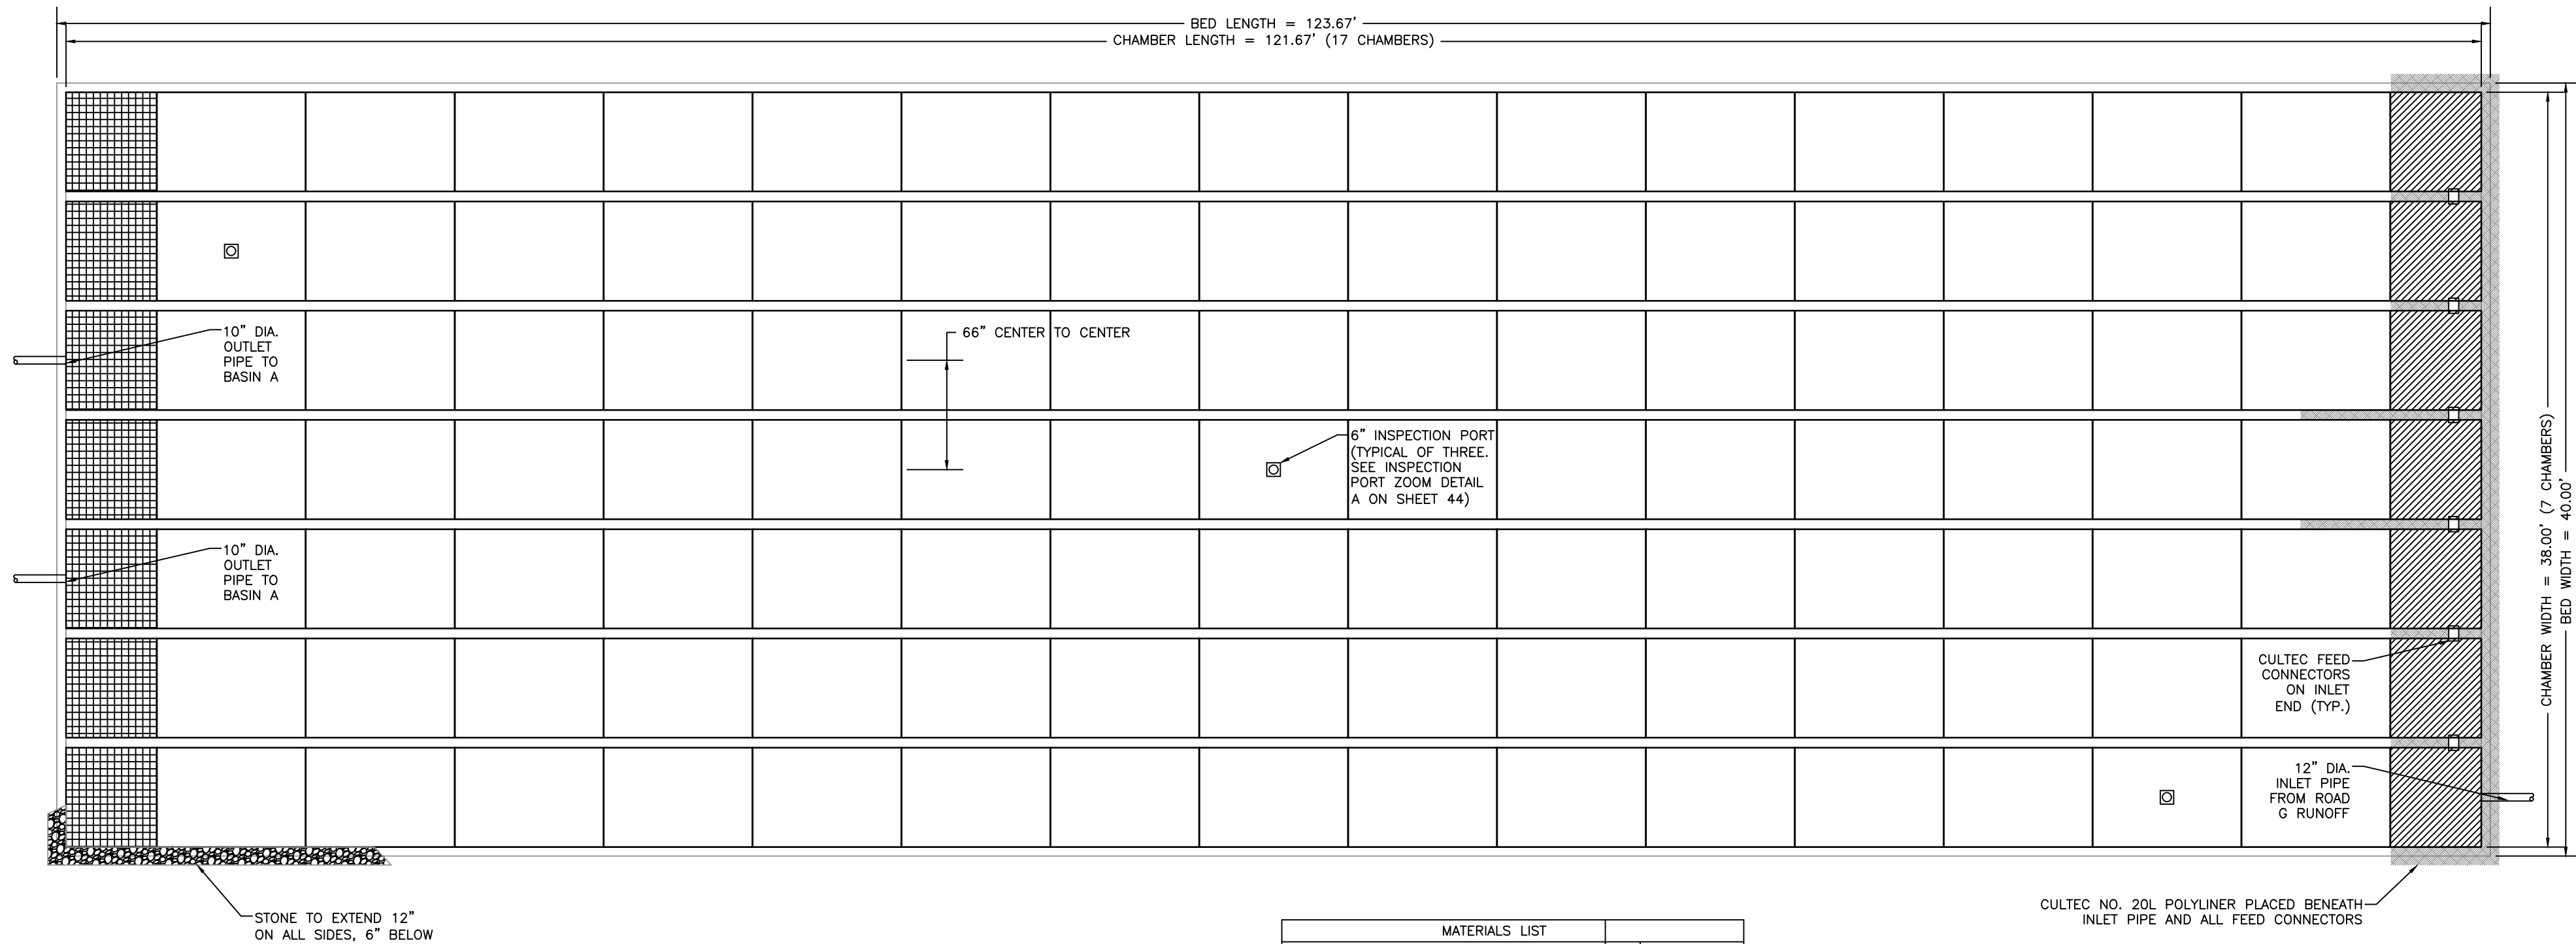 BED LENGTH = 123.67'
CHAMBER LENGTH = 121.67' (17 CHAMBERS)
10" DIA.
OUTLET
PIPE TO
BASIN A
66" CENTER TO CENTER
6" INSPECTION PORT
(TYPICAL OF THREE.
SEE INSPECTION
PORT ZOOM DETAIL
A ON SHEET 44)
10" DIA.
OUTLET
PIPE TO
BASIN A
CULTEC FEED
CONNECTORS
ON INLET
END (TYP.)
12" DIA.
INLET PIPE
FROM ROAD
G RUNOFF
CHAMBER WIDTH = 38.00' (7 CHAMBERS)
BED WIDTH = 40.00'
STONE TO EXTEND 12"
ON ALL SIDES, 6" BELOW
MATERIALS LIST
CULTEC NO. 20L POLYLINER PLACED BENEATH
INLET PIPE AND ALL FEED CONNECTORS